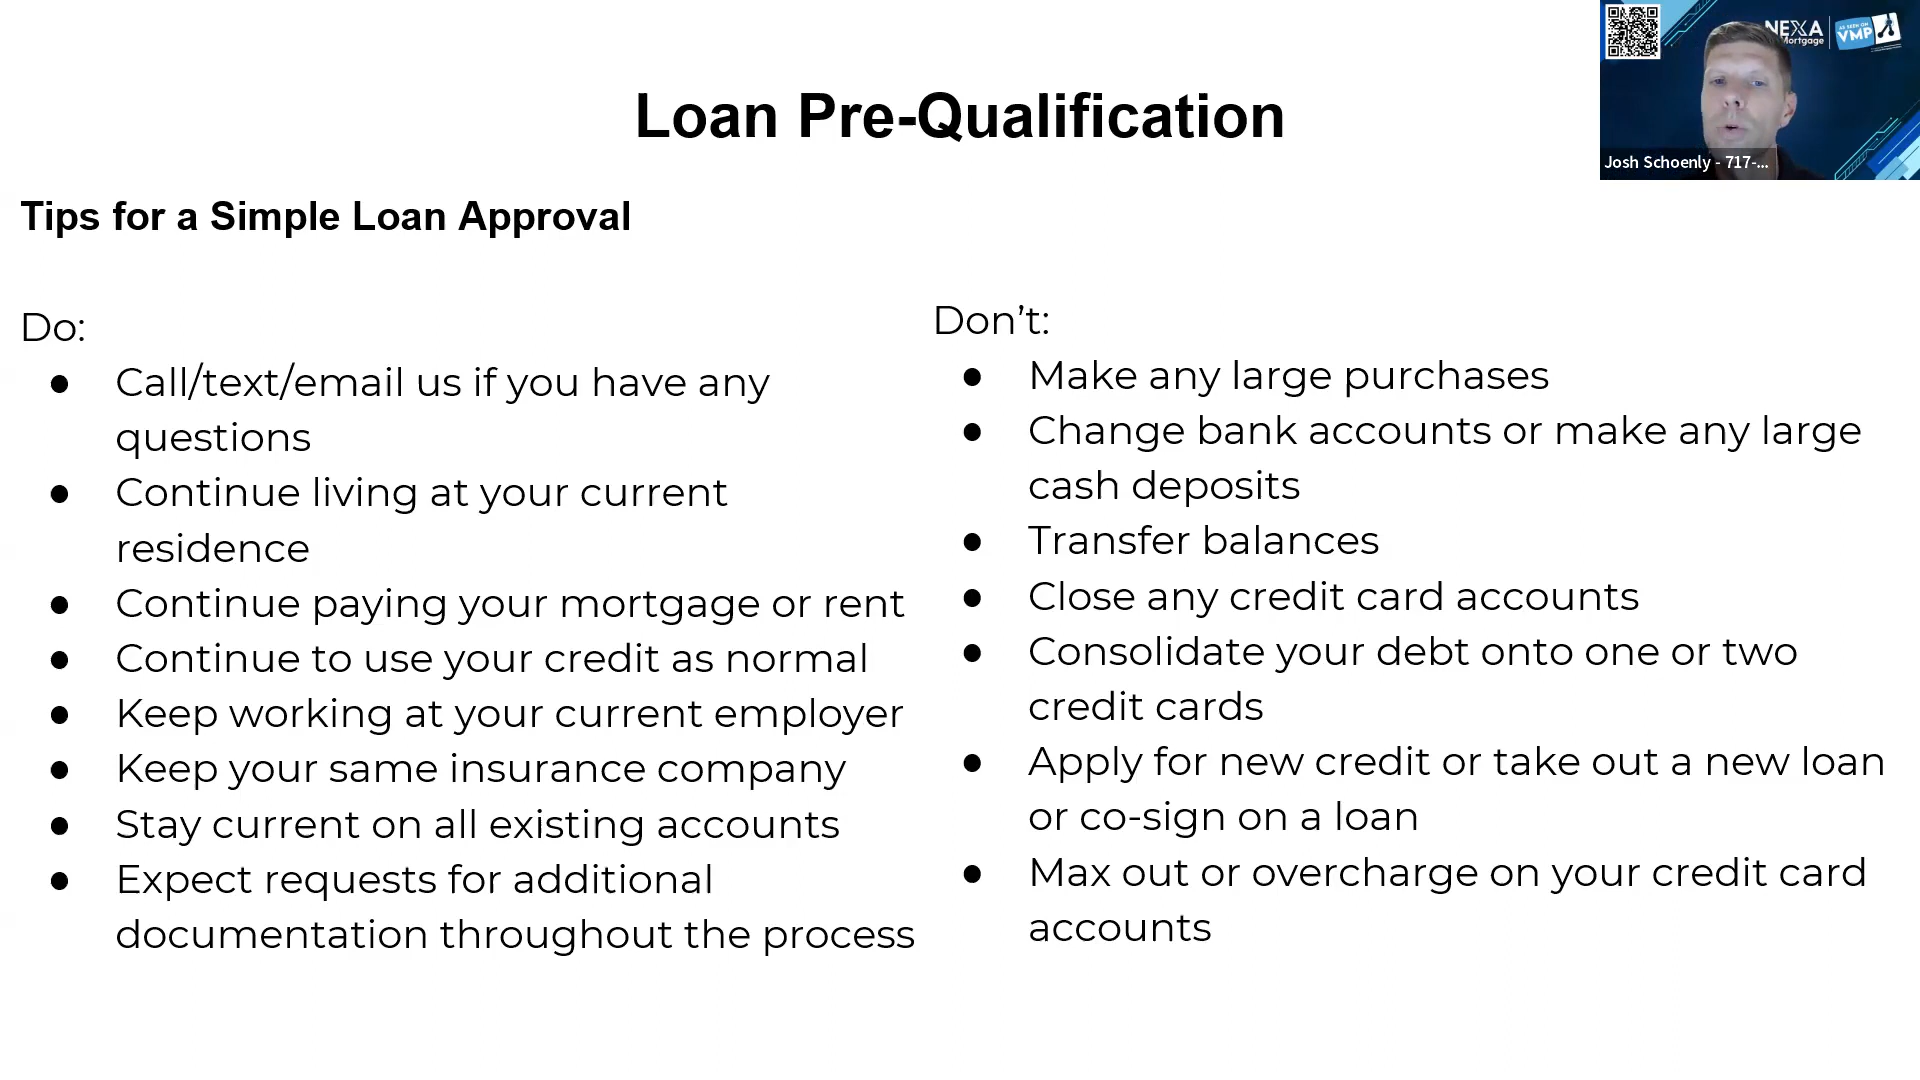 Loan Pre-Qualification
NEXA
Mortgage
AS SEEN ON
VMP
Josh Schoenly - 717-...
Tips for a Simple Loan Approval
Do:
● Call/text/email us if you have any
questions
● Continue living at your current
residence
● Continue paying your mortgage or rent
● Continue to use your credit as normal
● Keep working at your current employer
● Keep your same insurance company
● Stay current on all existing accounts
● Expect requests for additional
documentation throughout the process
Don’t:
● Make any large purchases
● Change bank accounts or make any large
cash deposits
● Transfer balances
● Close any credit card accounts
● Consolidate your debt onto one or two
credit cards
● Apply for new credit or take out a new loan
or co-sign on a loan
● Max out or overcharge on your credit card
accounts